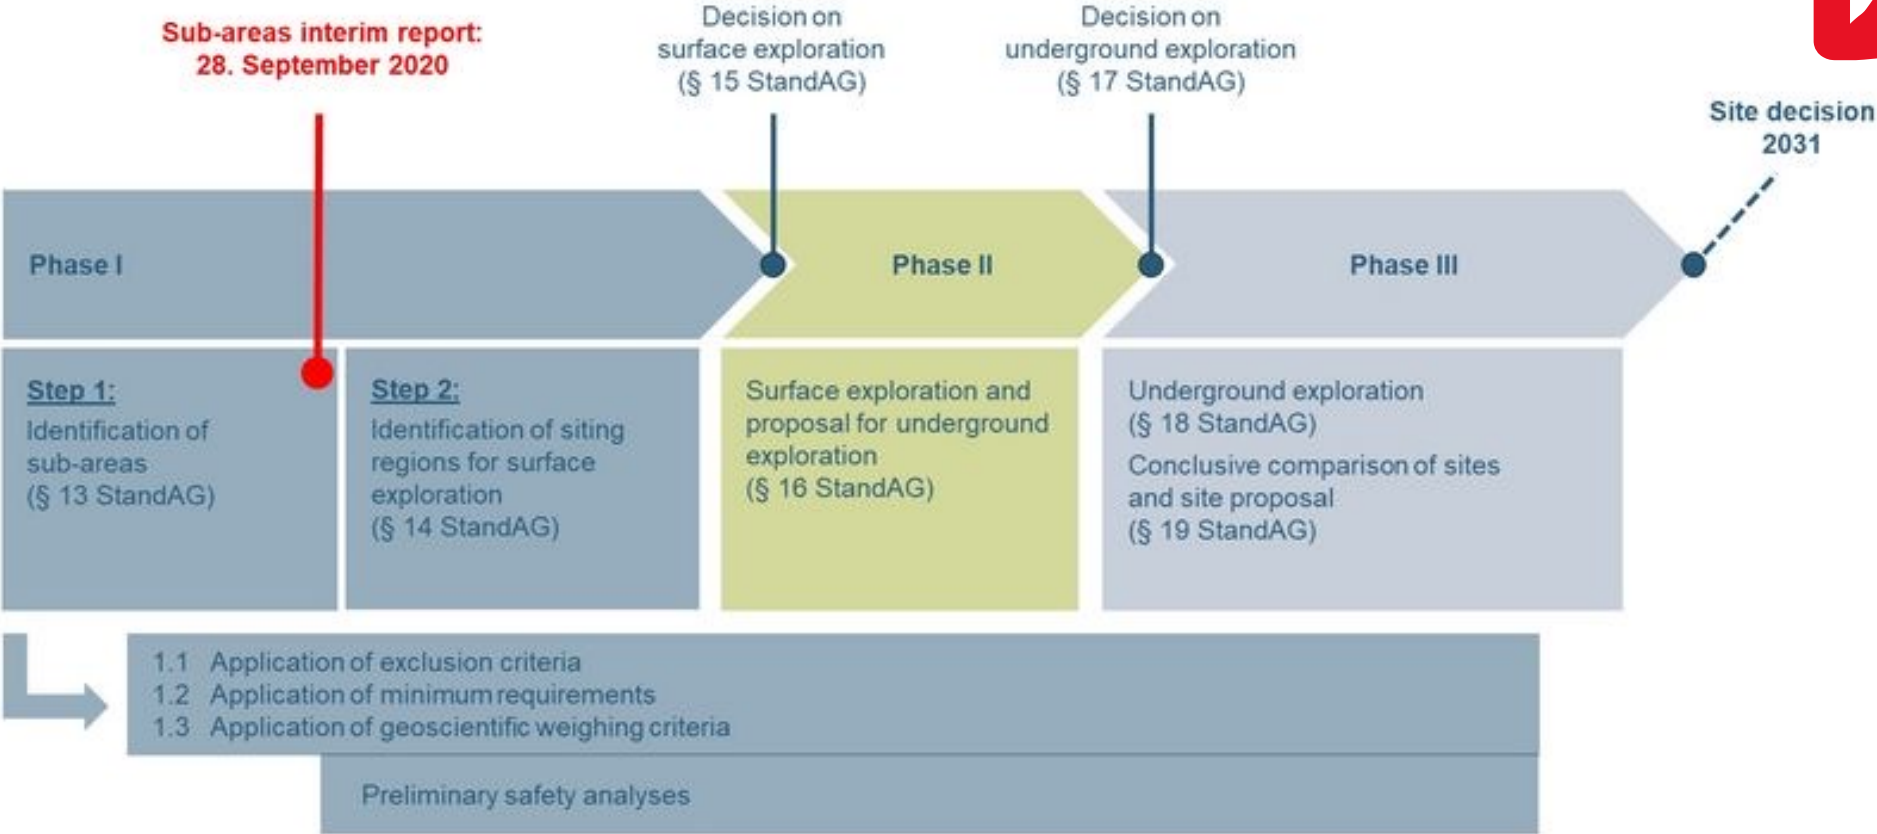 Sub-areas interim report:
28. September 2020
Decision on
surface exploration
(§ 15 StandAG)
Decision on
underground exploration
(§ 17 StandAG)
Site decision
2031
Phase I
Phase II
Phase III
Step 1:
Identification of
sub-areas
(§ 13 StandAG)
Step 2:
Identification of siting
regions for surface
exploration
(§ 14 StandAG)
Surface exploration and
proposal for underground
exploration
(§ 16 StandAG)
Underground exploration
(§ 18 StandAG)
Conclusive comparison of sites
and site proposal
(§ 19 StandAG)
1.1 Application of exclusion criteria
1.2 Application of minimum requirements
1.3 Application of geoscientific weighing criteria
Preliminary safety analyses